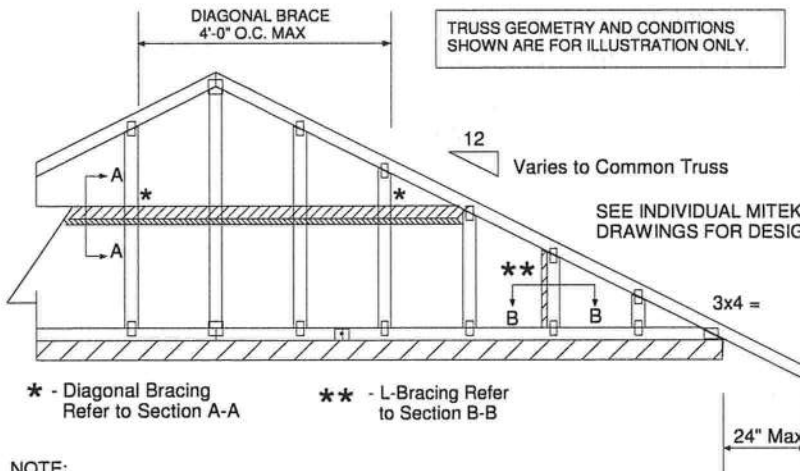 DIAGONAL BRACE
4'-0" O.C. MAX
TRUSS GEOMETRY AND CONDITIONS
SHOWN ARE FOR ILLUSTRATION ONLY.
12
Varies to Common Truss
A
*
*
A
SEE INDIVIDUAL MITEK
DRAWINGS FOR DESIG
**
B
B
3x4 =
* - Diagonal Bracing
Refer to Section A-A
** - L-Bracing Refer
to Section B-B
24" Max
NOTE: